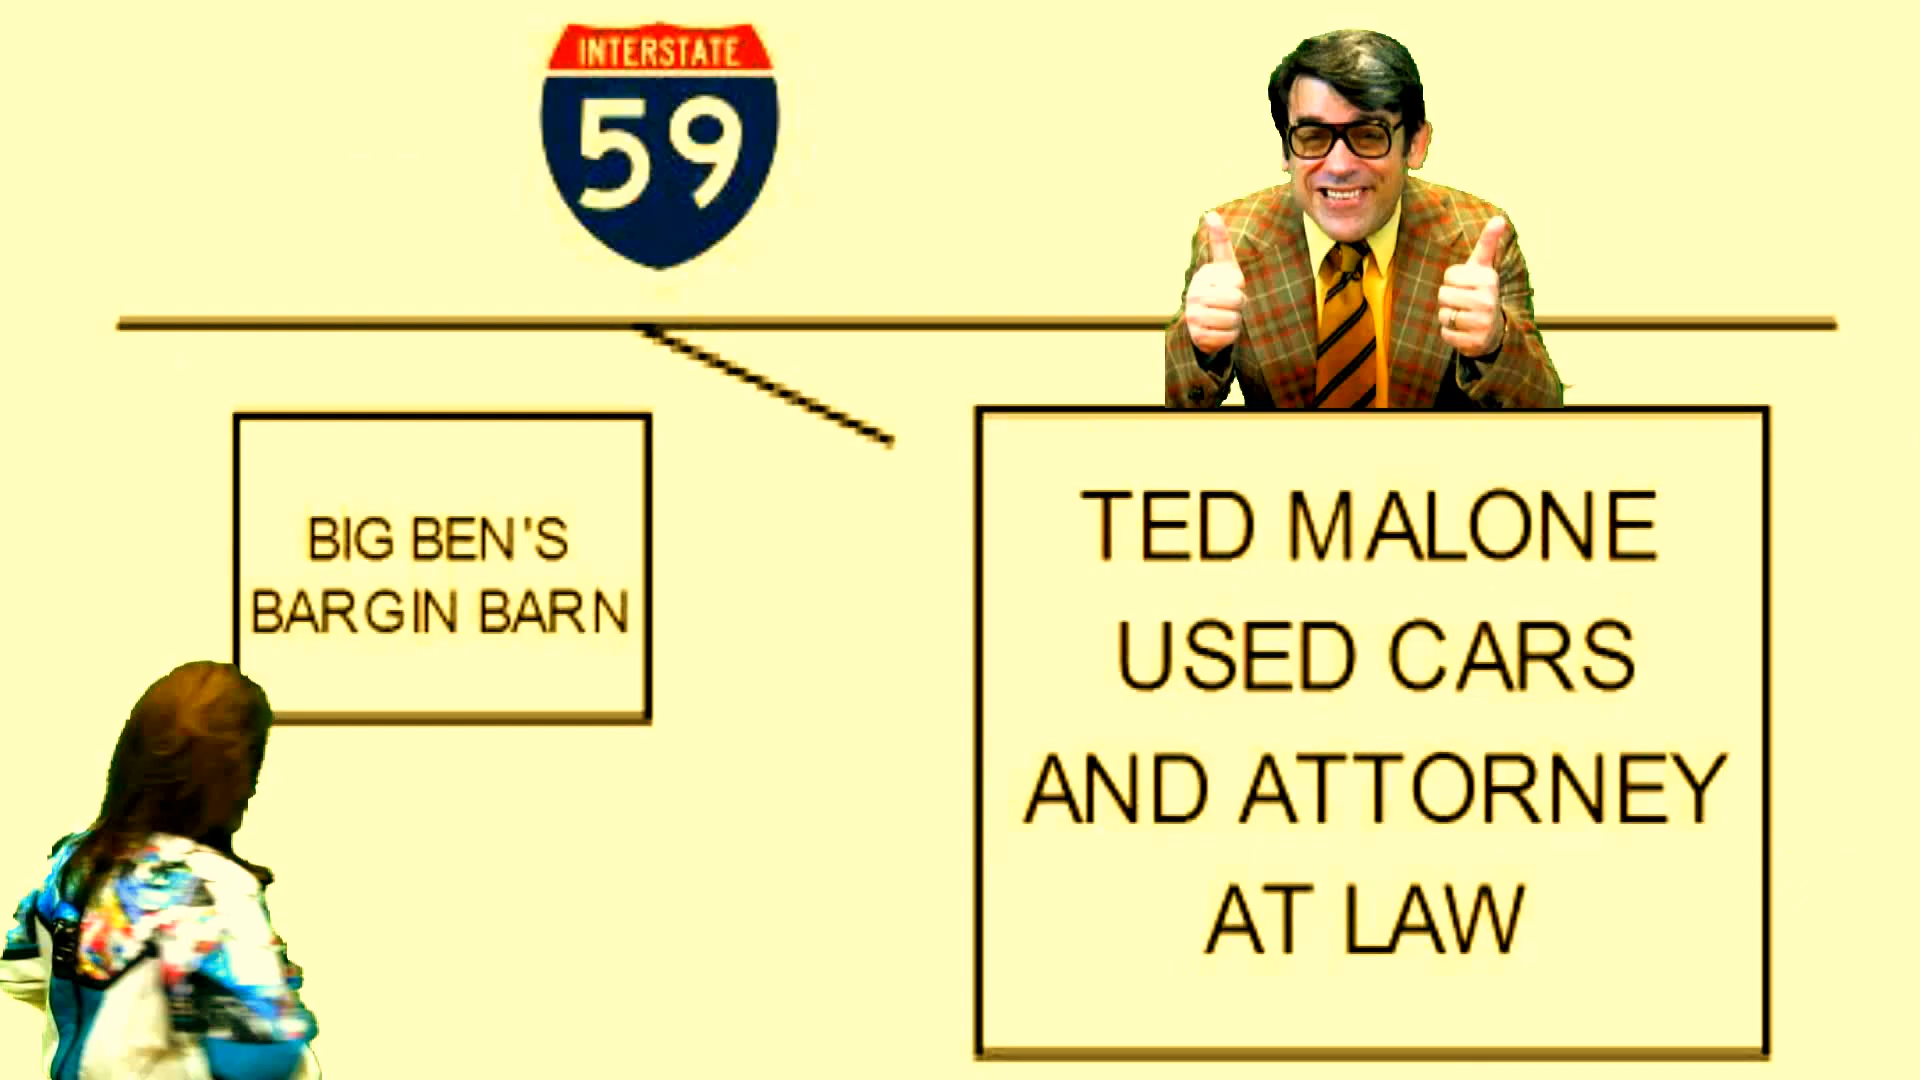 INTERSTATE
59
BIG BEN'S
BARGIN BARN
TED MALONE
USED CARS
AND ATTORNEY
AT LAW